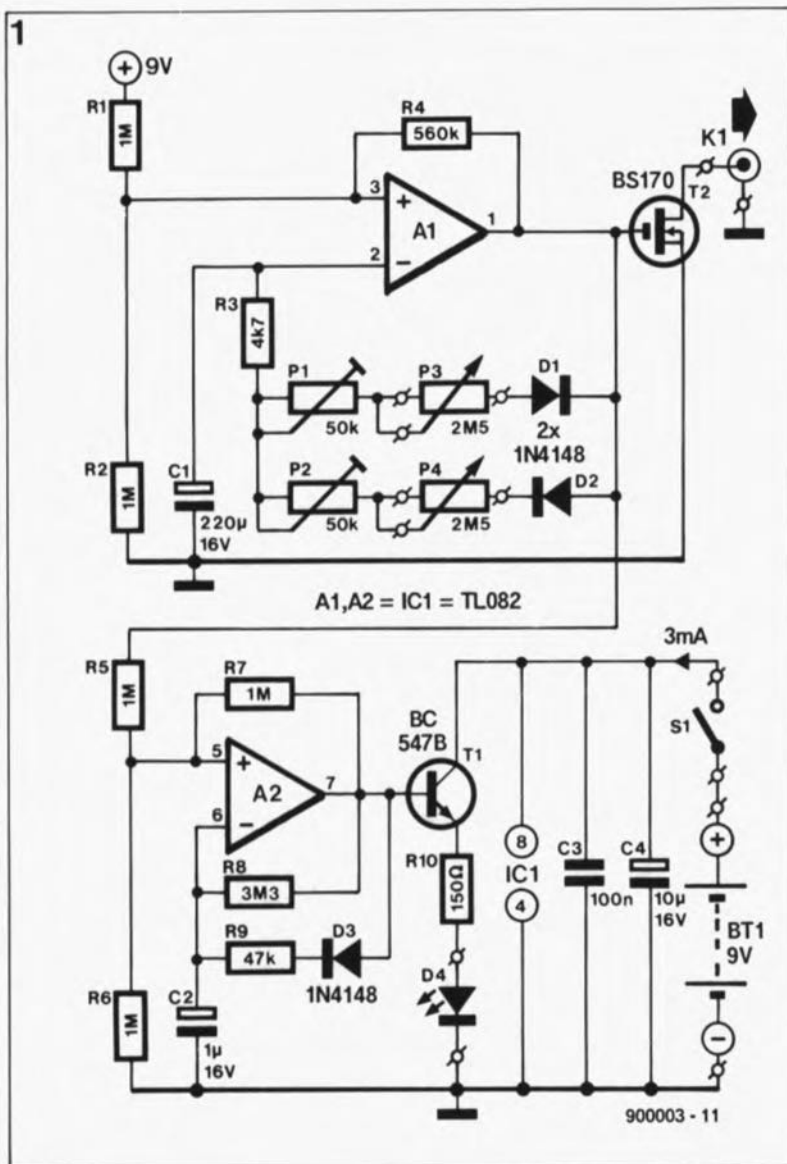 1
9V
R1
1M
R4
560k
K1
BS170
T2
3
+
A1
1
2
−
R3
4k7
P1
50k
P3
2M5
D1
2x
1N4148
R2
1M
C1
220µ
16V
P2
50k
P4
2M5
D2
A1,A2 = IC1 = TL082
3mA
R5
1M
R7
1M
BC
547B
T1
S1
5
+
A2
7
6
−
R8
3M3
R9
47k
D3
1N4148
R10
150Ω
8
IC1
4
C3
100n
C4
10µ
16V
+
BT1
9V
−
D4
R6
1M
C2
1µ
16V
900003 - 11